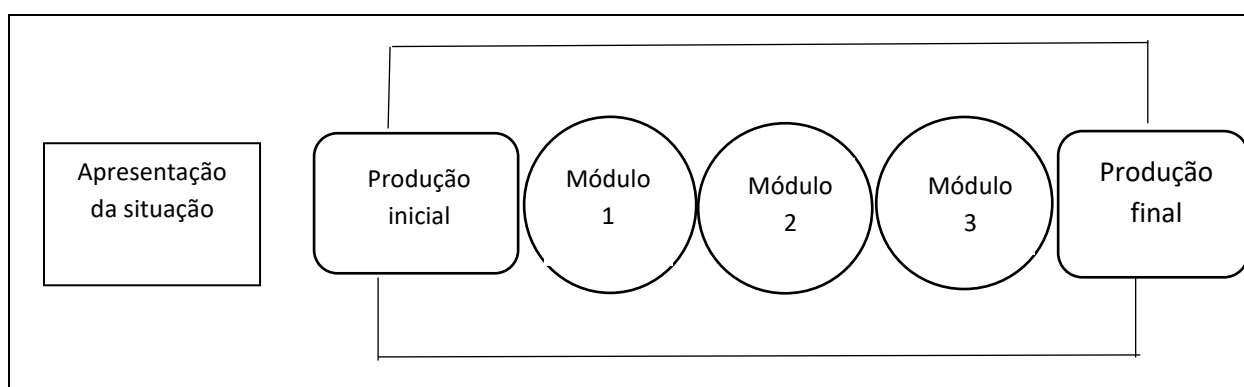 Apresentação
da situação
Produção
inicial
Módulo
1
Módulo
2
Módulo
3
Produção
final